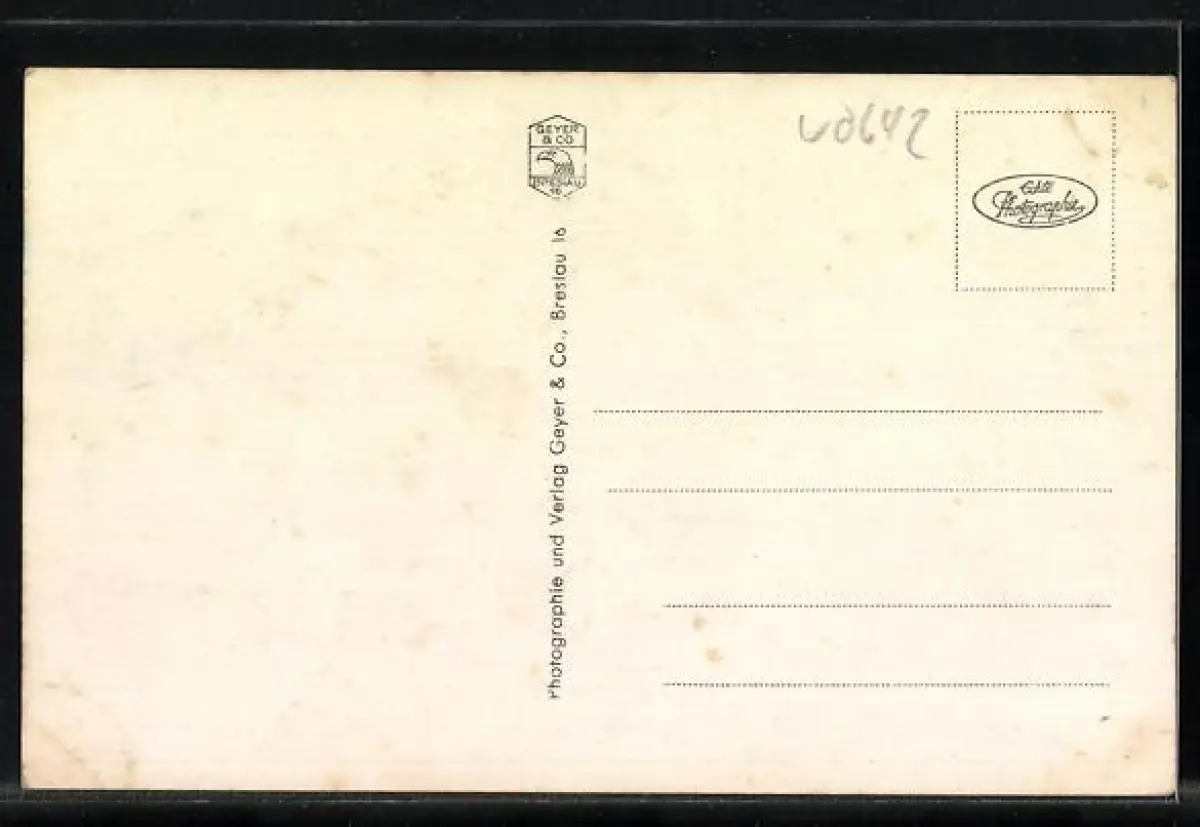 GEYER
& CO
BRESLAU
16
Photographie und Verlag Geyer & Co., Breslau 16
Echte
Photographie